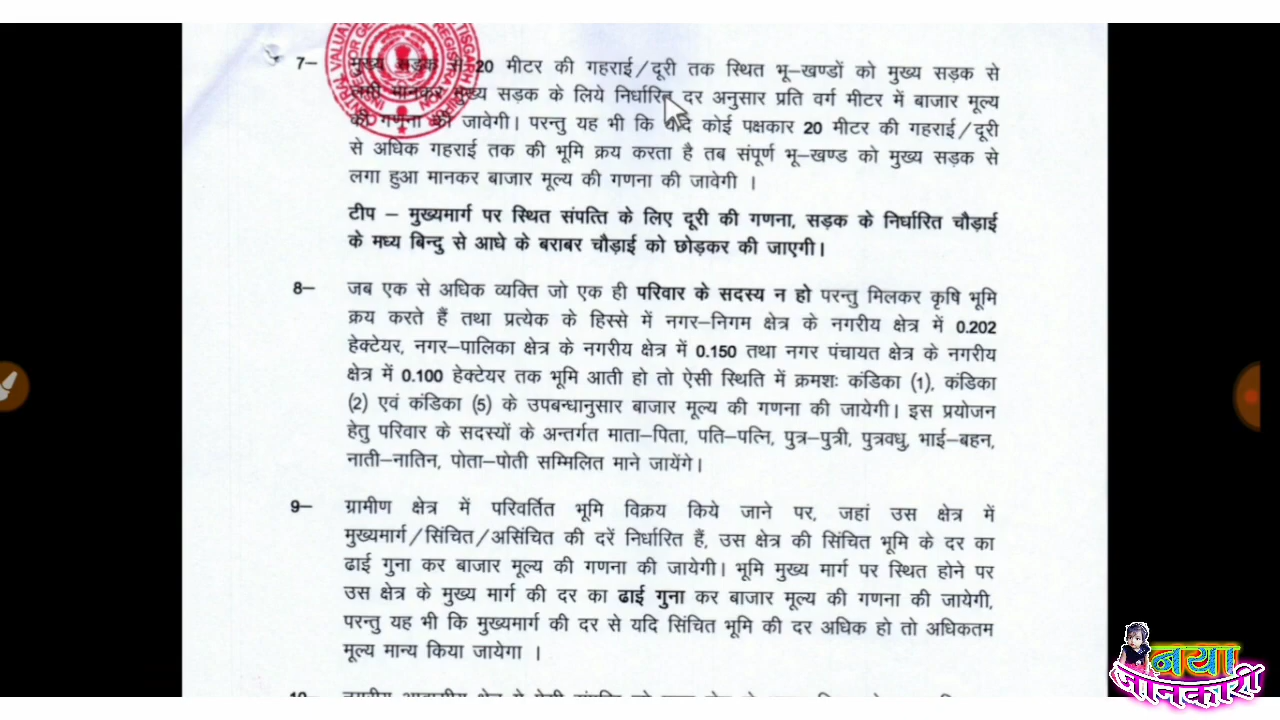 7– मुख्य सड़क से 20 मीटर की गहराई/दूरी तक स्थित भू–खण्डों को मुख्य सड़क से
लगी मानकर मुख्य सड़क के लिये निर्धारित दर अनुसार प्रति वर्ग मीटर में बाजार मूल्य
की गणना की जावेगी। परन्तु यह भी कि यदि कोई पक्षकार 20 मीटर की गहराई/दूरी
से अधिक गहराई तक की भूमि क्रय करता है तब संपूर्ण भू–खण्ड को मुख्य सड़क से
लगा हुआ मानकर बाजार मूल्य की गणना की जावेगी ।
टीप – मुख्यमार्ग पर स्थित संपत्ति के लिए दूरी की गणना, सड़क के निर्धारित चौड़ाई
के मध्य बिन्दु से आधे के बराबर चौड़ाई को छोड़कर की जाएगी।
8– जब एक से अधिक व्यक्ति जो एक ही परिवार के सदस्य न हो परन्तु मिलकर कृषि भूमि
क्रय करते हैं तथा प्रत्येक के हिस्से में नगर–निगम क्षेत्र के नगरीय क्षेत्र में 0.202
हेक्टेयर, नगर–पालिका क्षेत्र के नगरीय क्षेत्र में 0.150 तथा नगर पंचायत क्षेत्र के नगरीय
क्षेत्र में 0.100 हेक्टेयर तक भूमि आती हो तो ऐसी स्थिति में क्रमशः कंडिका (1), कंडिका
(2) एवं कंडिका (5) के उपबन्धानुसार बाजार मूल्य की गणना की जायेगी। इस प्रयोजन
हेतु परिवार के सदस्यों के अन्तर्गत माता–पिता, पति–पत्नि, पुत्र–पुत्री, पुत्रवधु, भाई–बहन,
नाती–नातिन, पोता–पोती सम्मिलित माने जायेंगे।
9– ग्रामीण क्षेत्र में परिवर्तित भूमि विक्रय किये जाने पर, जहां उस क्षेत्र में
मुख्यमार्ग/सिंचित/असिंचित की दरें निर्धारित हैं, उस क्षेत्र की सिंचित भूमि के दर का
ढाई गुना कर बाजार मूल्य की गणना की जायेगी। भूमि मुख्य मार्ग पर स्थित होने पर
उस क्षेत्र के मुख्य मार्ग की दर का ढाई गुना कर बाजार मूल्य की गणना की जायेगी,
परन्तु यह भी कि मुख्यमार्ग की दर से यदि सिंचित भूमि की दर अधिक हो तो अधिकतम
मूल्य मान्य किया जायेगा ।
नया
जानकारी